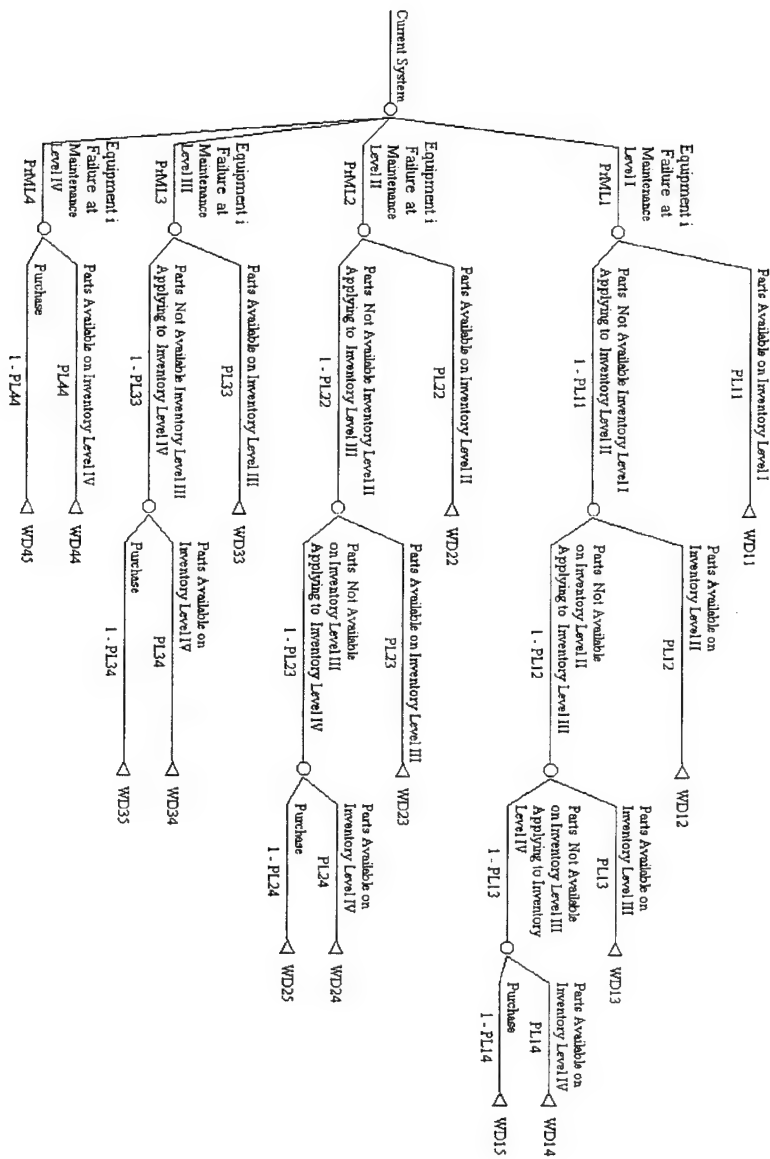 Current System
Equipment i
Failure at
Maintenance
Level I
PrML1
Parts Available on Inventory Level I
PL11
WD11
Parts Not Available Inventory Level I
Applying to Inventory Level II
1 - PL11
Parts Available on
Inventory Level II
PL12
WD12
Parts Not Available
on Inventory Level II
Applying to Inventory Level III
1 - PL12
Parts Available on
Inventory Level III
PL13
WD13
Parts Not Available
on Inventory Level III
Applying to Inventory
Level IV
1 - PL13
Parts Available on
Inventory Level IV
PL14
WD14
Purchase
1 - PL14
WD15
Equipment i
Failure at
Maintenance
Level II
PrML2
Parts Available on Inventory Level II
PL22
WD22
Parts Not Available Inventory Level II
Applying to Inventory Level III
1 - PL22
Parts Available on Inventory Level III
PL23
WD23
Parts Not Available
on Inventory Level III
Applying to Inventory Level IV
1 - PL23
Parts Available on
Inventory Level IV
PL24
WD24
Purchase
1 - PL24
WD25
Equipment i
Failure at
Maintenance
Level III
PrML3
Parts Available on Inventory Level III
PL33
WD33
Parts Not Available Inventory Level III
Applying to Inventory Level IV
1 - PL33
Parts Available on
Inventory Level IV
PL34
WD34
Purchase
1 - PL34
WD35
Equipment i
Failure at
Maintenance
Level IV
PrML4
Parts Available on Inventory Level IV
PL44
WD44
Purchase
1 - PL44
WD45